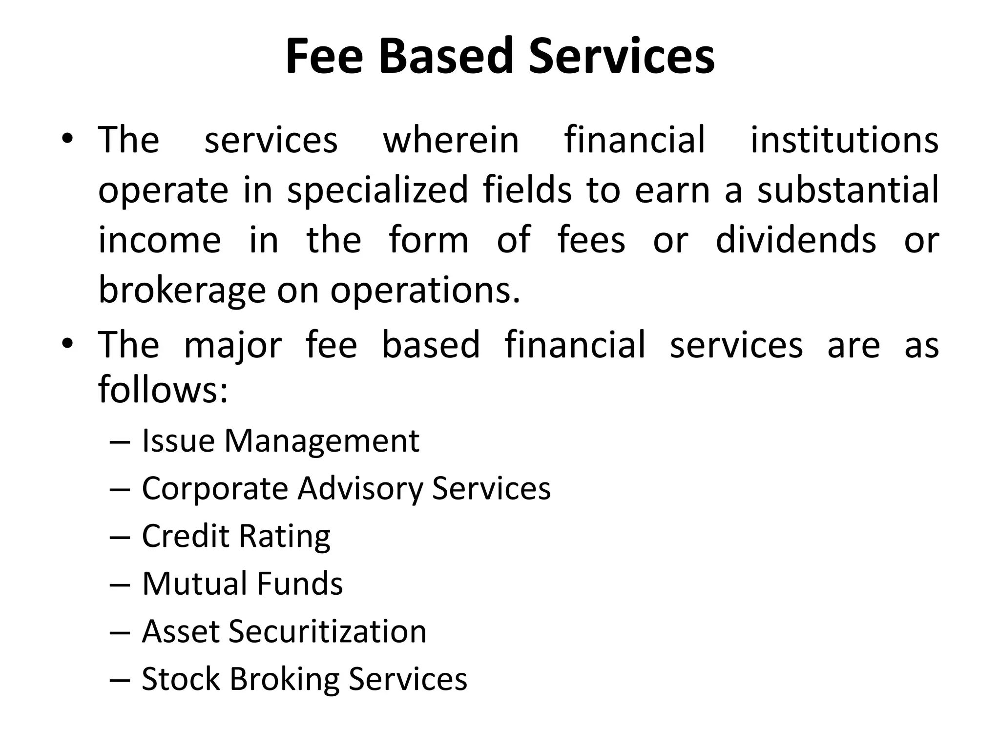 Fee Based Services
• The services wherein financial institutions
operate in specialized fields to earn a substantial
income in the form of fees or dividends or
brokerage on operations.
• The major fee based financial services are as
follows:
– Issue Management
– Corporate Advisory Services
– Credit Rating
– Mutual Funds
– Asset Securitization
– Stock Broking Services